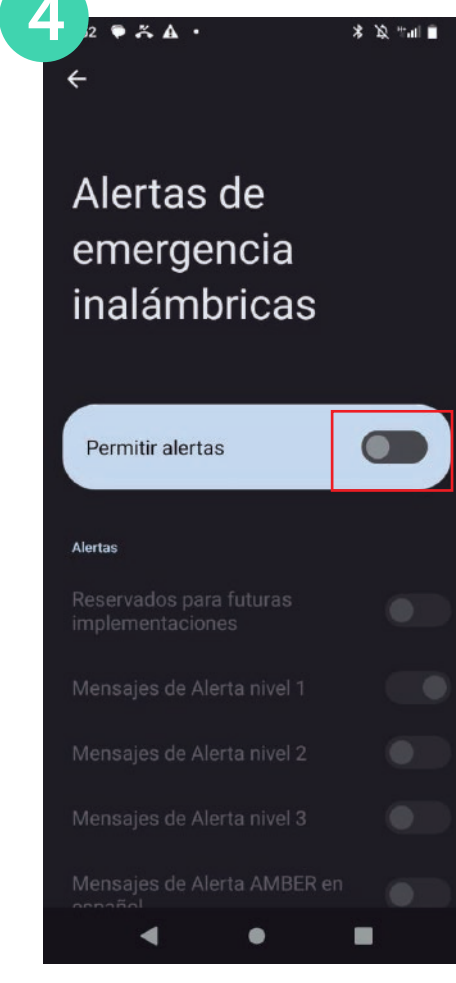 4
Alertas de
emergencia
inalámbricas
Permitir alertas
Alertas
Reservados para futuras
implementaciones
Mensajes de Alerta nivel 1
Mensajes de Alerta nivel 2
Mensajes de Alerta nivel 3
Mensajes de Alerta AMBER en
español